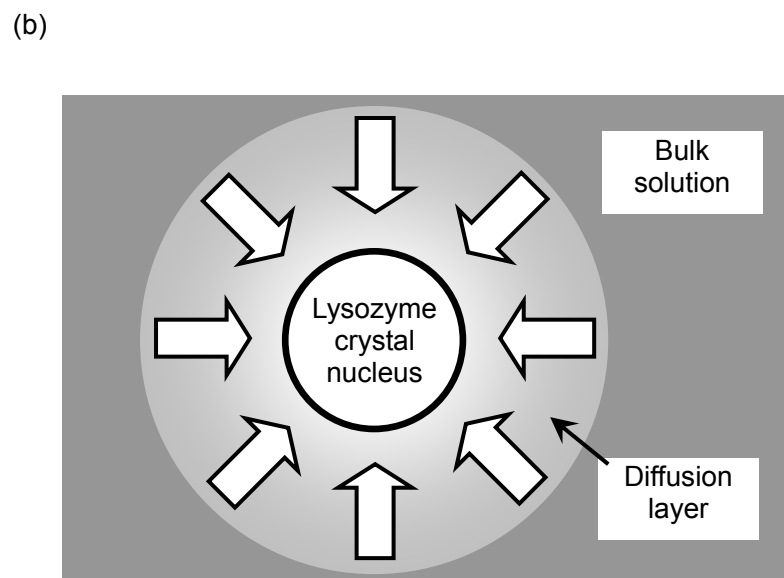 (b)
Bulk
solution
Lysozyme
crystal
nucleus
Diffusion
layer